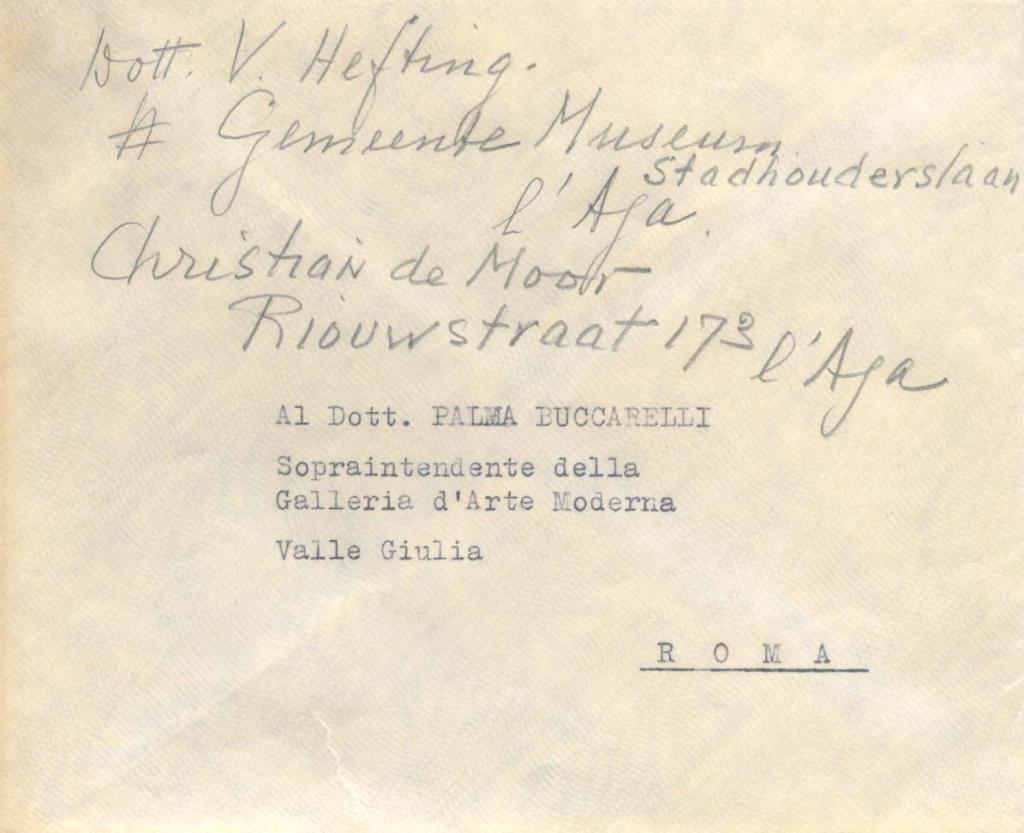 Dott. V. Hefting.
# Gemeente Museum
Stadhouderslaan
l'Aja.
Christian de Moor
Riouwstraat 173 l'Aja
Al Dott. PALMA BUCCARELLI
Sopraintendente della
Galleria d'Arte Moderna
Valle Giulia
R O M A